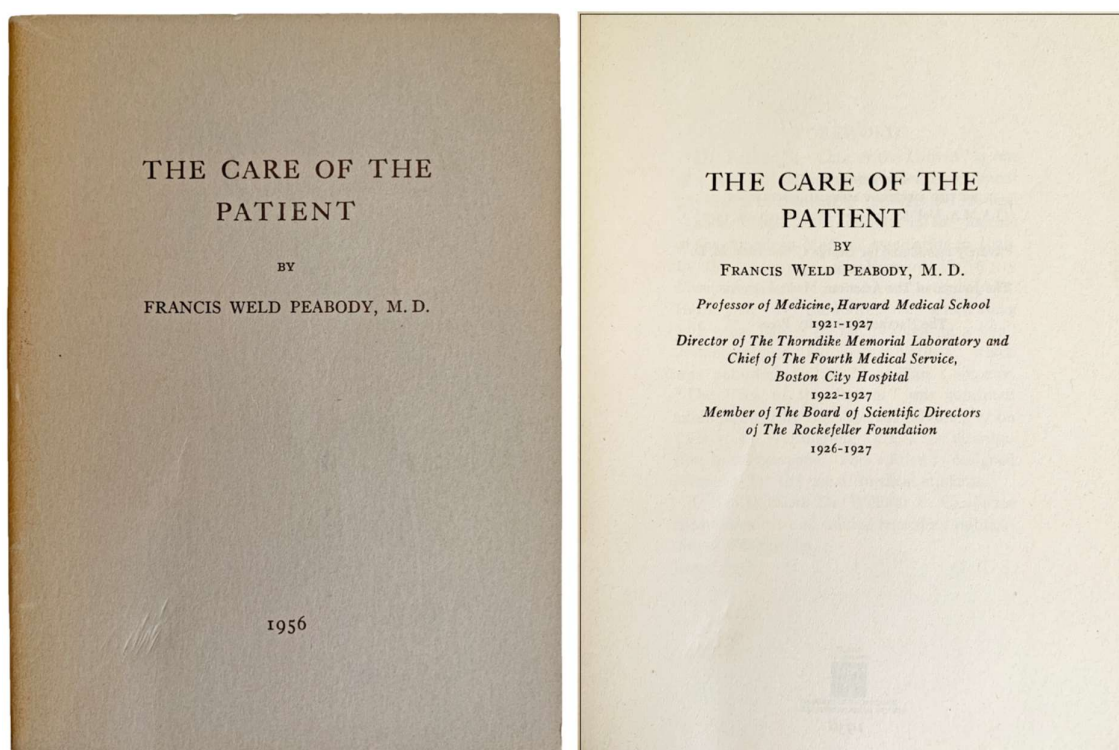 THE CARE OF THE
PATIENT
BY
FRANCIS WELD PEABODY, M. D.
1956
THE CARE OF THE
PATIENT
BY
FRANCIS WELD PEABODY, M. D.
Professor of Medicine, Harvard Medical School
1921-1927
Director of The Thorndike Memorial Laboratory and
Chief of The Fourth Medical Service,
Boston City Hospital
1922-1927
Member of The Board of Scientific Directors
of The Rockefeller Foundation
1926-1927